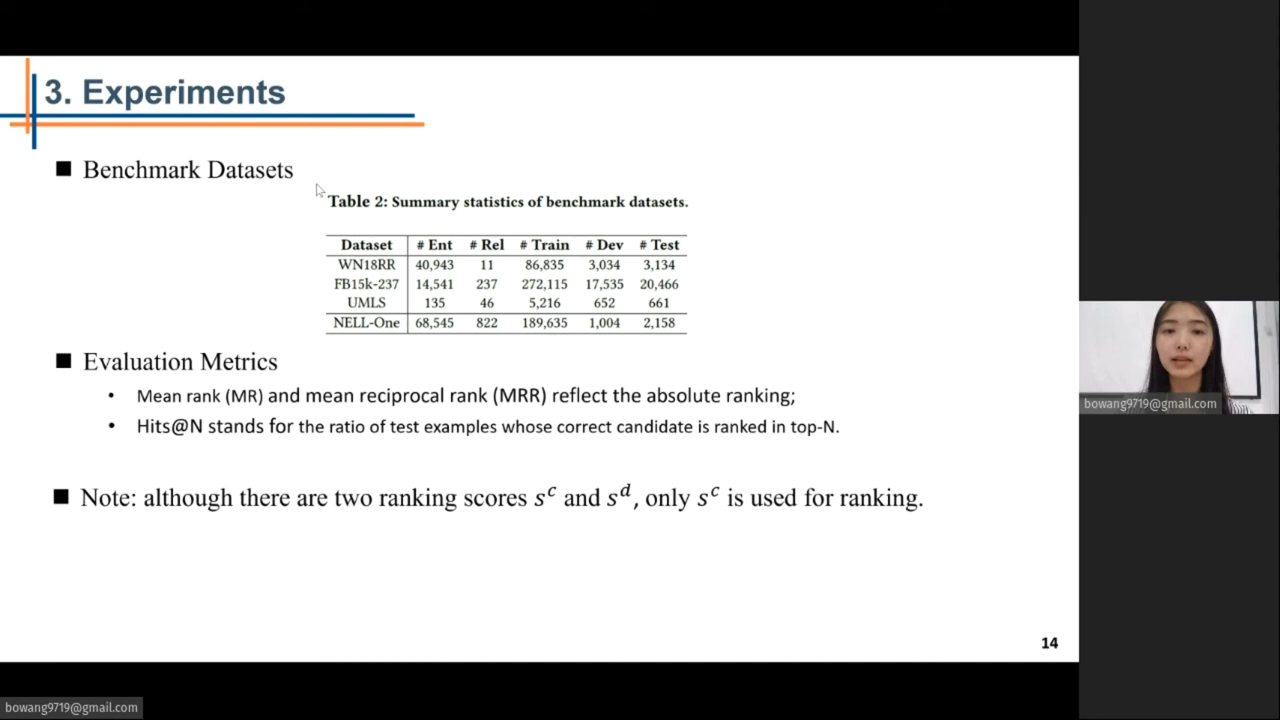 3. Experiments
Benchmark Datasets
Table 2: Summary statistics of benchmark datasets.
Dataset # Ent # Rel # Train # Dev # Test
WN18RR 40,943 11 86,835 3,034 3,134
FB15k-237 14,541 237 272,115 17,535 20,466
UMLS 135 46 5,216 652 661
NELL-One 68,545 822 189,635 1,004 2,158
Evaluation Metrics
• Mean rank (MR) and mean reciprocal rank (MRR) reflect the absolute ranking;
• Hits@N stands for the ratio of test examples whose correct candidate is ranked in top-N.
Note: although there are two ranking scores s^c and s^d, only s^c is used for ranking.
14
bowang9719@gmail.com
bowang9719@gmail.com